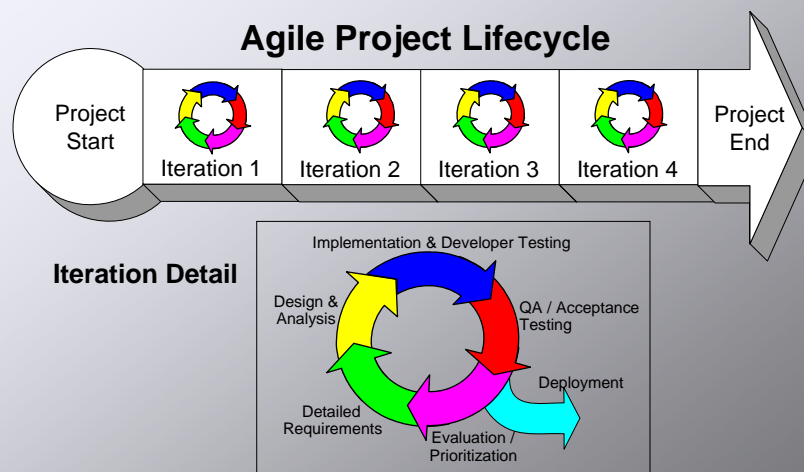 Agile Project Lifecycle
Project
Start
Iteration 1
Iteration 2
Iteration 3
Iteration 4
Project
End
Iteration Detail
Implementation & Developer Testing
Design &
Analysis
QA / Acceptance
Testing
Deployment
Detailed
Requirements
Evaluation /
Prioritization